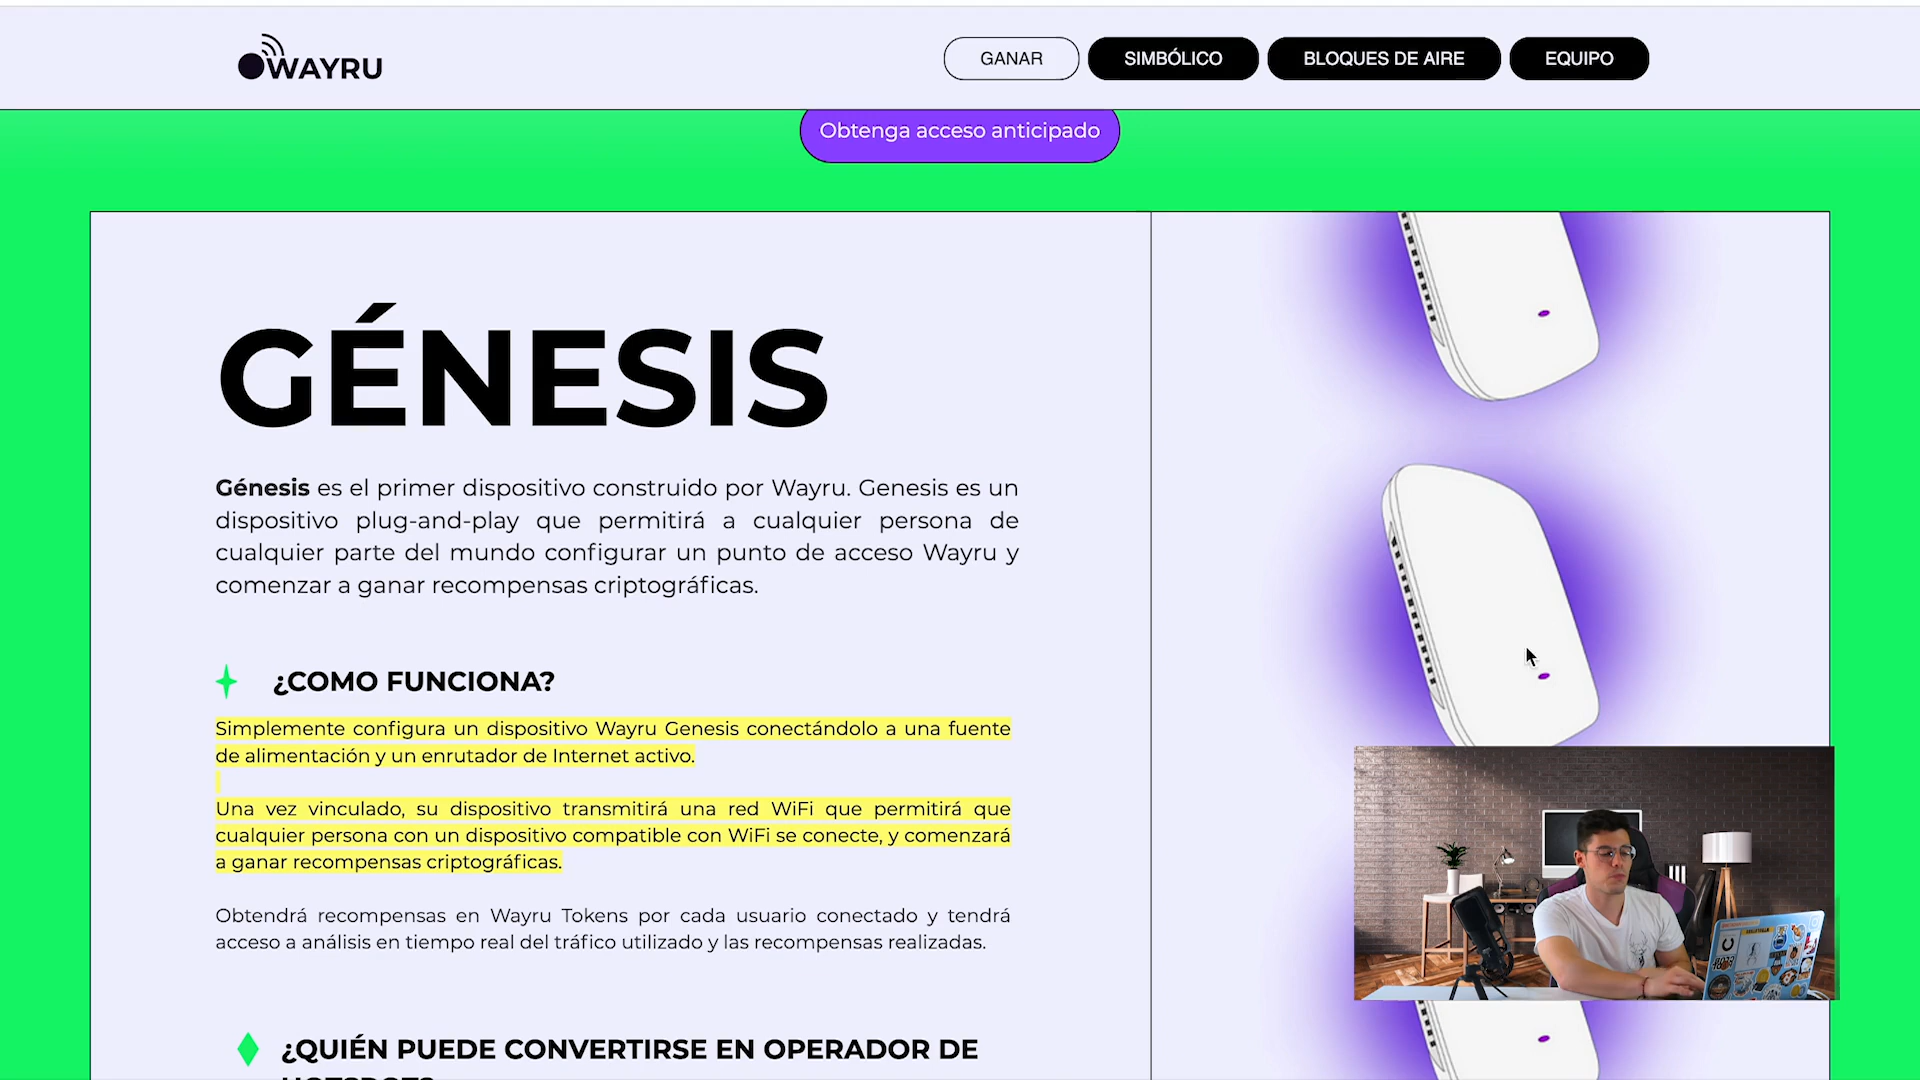 WAYRU
GANAR
SIMBÓLICO
BLOQUES DE AIRE
EQUIPO
Obtenga acceso anticipado
GÉNESIS
Génesis es el primer dispositivo construido por Wayru. Genesis es un
dispositivo plug-and-play que permitirá a cualquier persona de
cualquier parte del mundo configurar un punto de acceso Wayru y
comenzar a ganar recompensas criptográficas.
¿COMO FUNCIONA?
Simplemente configura un dispositivo Wayru Genesis conectándolo a una fuente
de alimentación y un enrutador de Internet activo.
Una vez vinculado, su dispositivo transmitirá una red WiFi que permitirá que
cualquier persona con un dispositivo compatible con WiFi se conecte, y comenzará
a ganar recompensas criptográficas.
Obtendrá recompensas en Wayru Tokens por cada usuario conectado y tendrá
acceso a análisis en tiempo real del tráfico utilizado y las recompensas realizadas.
¿QUIÉN PUEDE CONVERTIRSE EN OPERADOR DE